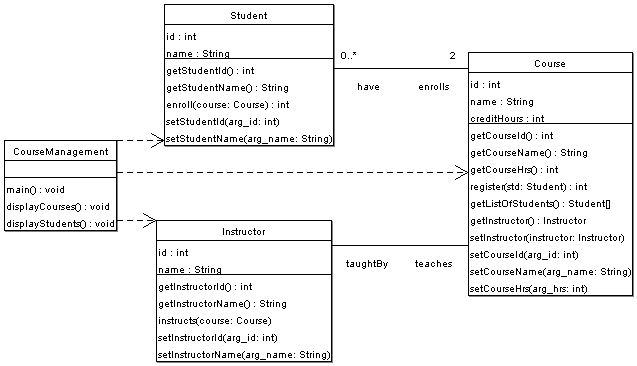 Student
id : int
name : String
getStudentId() : int
getStudentName() : String
enroll(course: Course) : int
setStudentId(arg_id: int)
setStudentName(arg_name: String)
0..*
2
have
enrolls
Course
id : int
name : String
creditHours : int
getCourseId() : int
getCourseName() : String
getCourseHrs() : int
register(std: Student) : int
getListOfStudents() : Student[]
getInstructor() : Instructor
setInstructor(instructor: Instructor)
setCourseId(arg_id: int)
setCourseName(arg_name: String)
setCourseHrs(arg_hrs: int)
CourseManagement
main() : void
displayCourses() : void
displayStudents() : void
Instructor
id : int
name : String
getInstructorId() : int
getInstructorName() : String
instructs(course: Course)
setInstructorId(arg_id: int)
setInstructorName(arg_name: String)
taughtBy
teaches